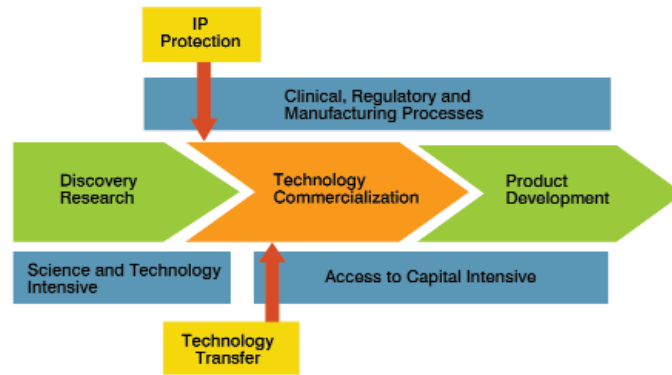 IP
Protection
Clinical, Regulatory and
Manufacturing Processes
Discovery
Research
Technology
Commercialization
Product
Development
Science and Technology
Intensive
Access to Capital Intensive
Technology
Transfer